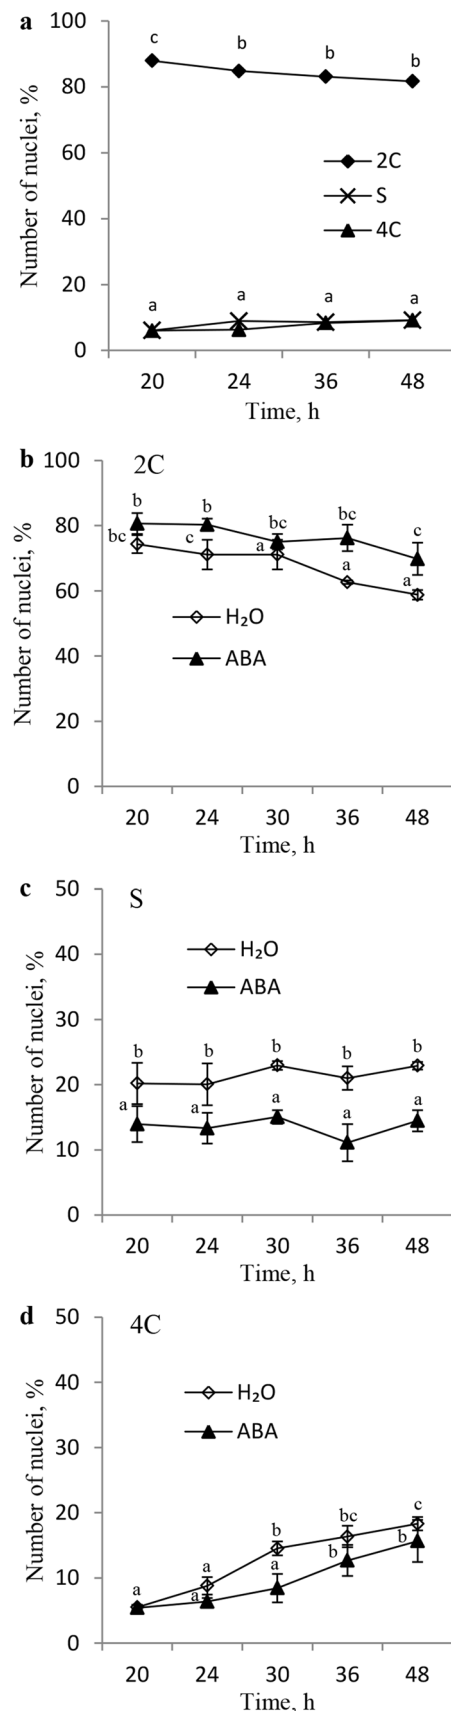 a
100
80
60
40
20
0
Number of nuclei, %
c b b b
2C
S
4C
a a a a
20 24 36 48
Time, h
b
2C
100
80
60
40
20
0
Number of nuclei, %
b b bc bc c
bc c a a a
H₂O
ABA
20 24 30 36 48
Time, h
c
S
50
40
30
20
10
0
Number of nuclei, %
H₂O
ABA
b b b b b
a a a a a
20 24 30 36 48
Time, h
d
4C
50
40
30
20
10
0
Number of nuclei, %
H₂O
ABA
a a b bc c
a a b b
20 24 30 36 48
Time, h